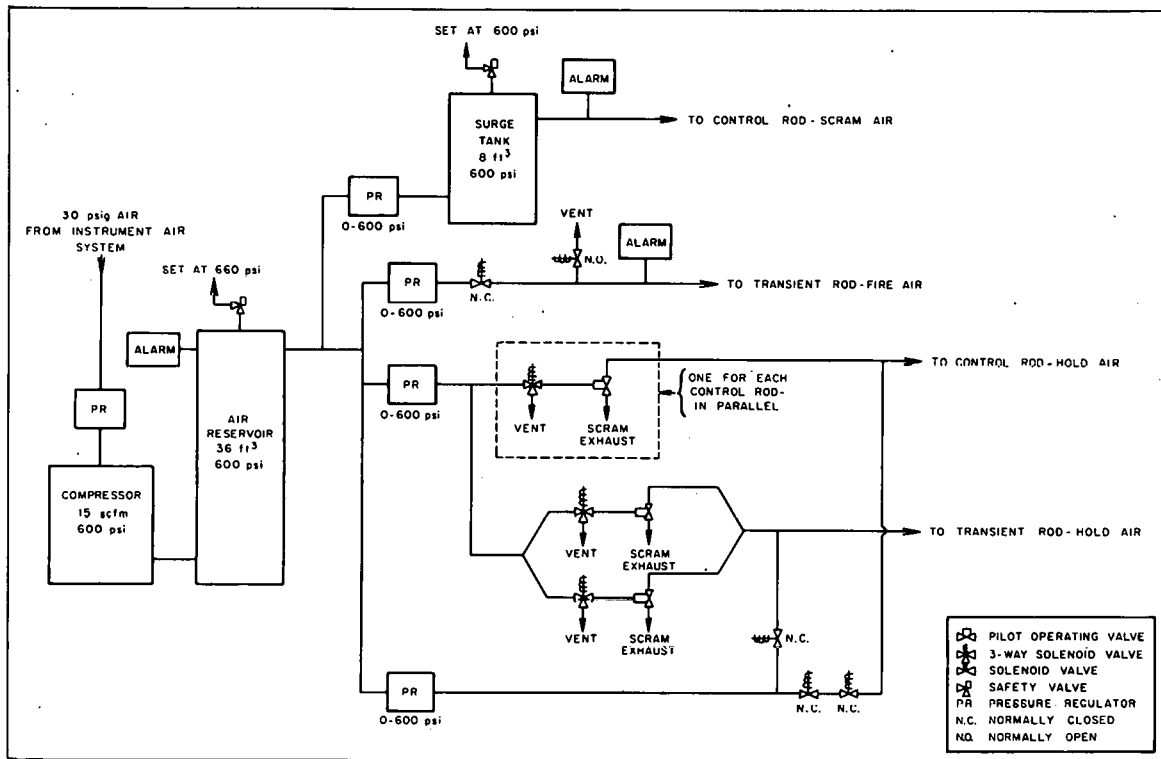 SET AT 600 psi
ALARM
SURGE
TANK
8 ft³
600 psi
TO CONTROL ROD - SCRAM AIR
PR
0-600 psi
30 psig AIR
FROM INSTRUMENT AIR
SYSTEM
VENT
N.O.
ALARM
SET AT 660 psi
PR
0-600 psi
N.C.
TO TRANSIENT ROD-FIRE AIR
ALARM
PR
0-600 psi
VENT
SCRAM
EXHAUST
ONE FOR EACH
CONTROL ROD-
IN PARALLEL
TO CONTROL ROD-HOLD AIR
PR
AIR
RESERVOIR
36 ft³
600 psi
COMPRESSOR
15 scfm
600 psi
VENT
SCRAM
EXHAUST
TO TRANSIENT ROD-HOLD AIR
VENT
SCRAM
EXHAUST
N.C.
PR
0-600 psi
N.C.
N.C.
PILOT OPERATING VALVE
3-WAY SOLENOID VALVE
SOLENOID VALVE
SAFETY VALVE
PR PRESSURE REGULATOR
N.C. NORMALLY CLOSED
N.O. NORMALLY OPEN